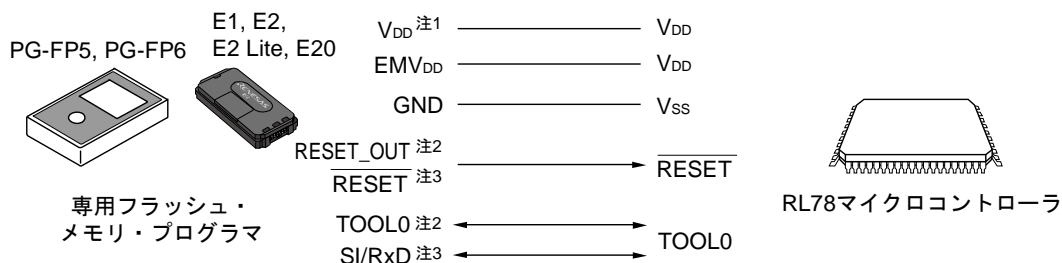 PG-FP5, PG-FP6
E1, E2,
E2 Lite, E20
RENESAS
専用フラッシュ・
メモリ・プログラマ
VDD 注1
VDD
EMVDD
VDD
GND
VSS
RESET_OUT 注2
RESET 注3
RESET
TOOL0 注2
SI/RxD 注3
TOOL0
RL78マイクロコントローラ